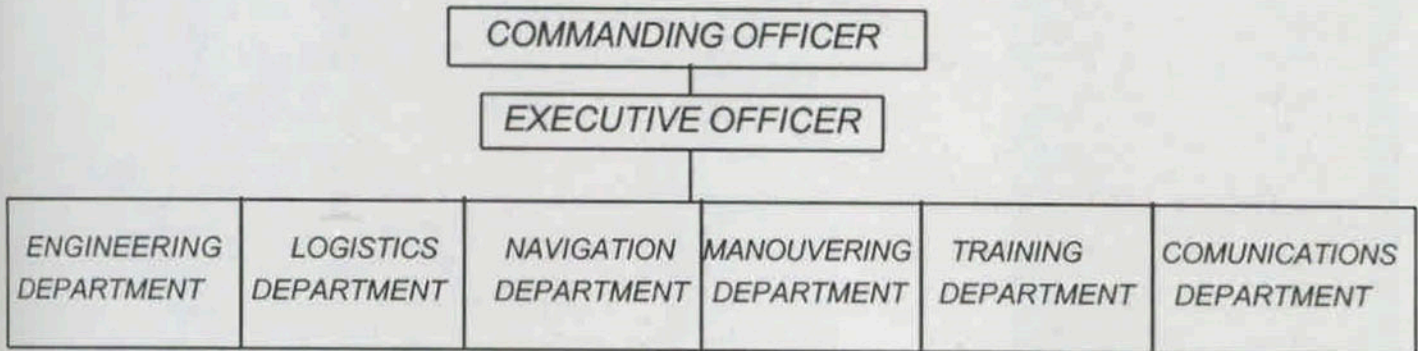 COMMANDING OFFICER
EXECUTIVE OFFICER
ENGINEERING
DEPARTMENT
LOGISTICS
DEPARTMENT
NAVIGATION
DEPARTMENT
MANOUVERING
DEPARTMENT
TRAINING
DEPARTMENT
COMUNICATIONS
DEPARTMENT